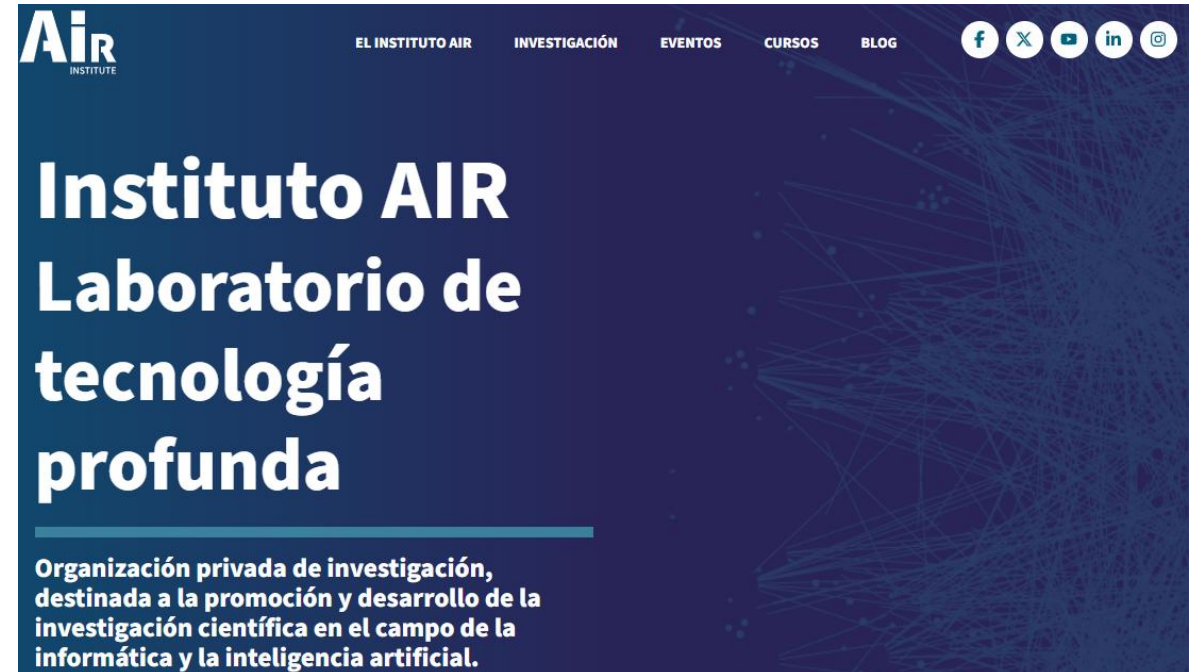 AIR
INSTITUTE
EL INSTITUTO AIR INVESTIGACIÓN EVENTOS CURSOS BLOG
Instituto AIR
Laboratorio de
tecnología
profunda
Organización privada de investigación,
destinada a la promoción y desarrollo de la
investigación científica en el campo de la
informática y la inteligencia artificial.